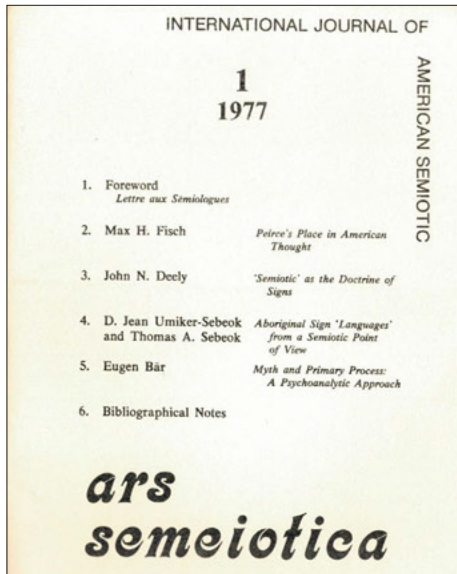 INTERNATIONAL JOURNAL OF
AMERICAN SEMIOTIC
1
1977
1. Foreword
Lettre aux Sémiologues
2. Max H. Fisch Peirce's Place in American
Thought
3. John N. Deely 'Semiotic' as the Doctrine of
Signs
4. D. Jean Umiker-Sebeok Aboriginal Sign 'Languages'
and Thomas A. Sebeok from a Semiotic Point
of View
5. Eugen Bär Myth and Primary Process:
A Psychoanalytic Approach
6. Bibliographical Notes
ars
semeiotica